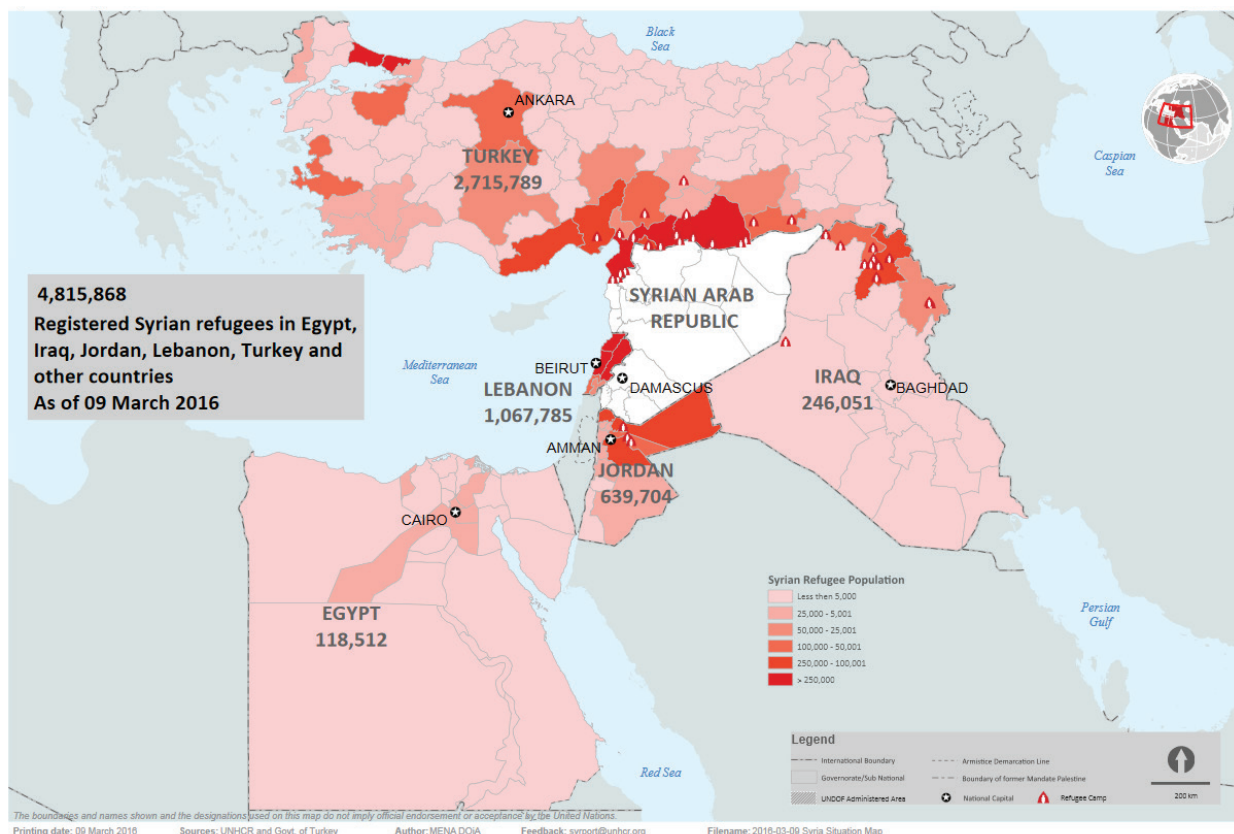 Black
Sea
ANKARA
TURKEY
2,715,789
Caspian
Sea
4,815,868
Registered Syrian refugees in Egypt,
Iraq, Jordan, Lebanon, Turkey and
other countries
As of 09 March 2016
SYRIAN ARAB
REPUBLIC
Mediterranean
Sea
BEIRUT
LEBANON
1,067,785
DAMASCUS
IRAQ
246,051
BAGHDAD
AMMAN
JORDAN
639,704
CAIRO
EGYPT
118,512
Persian
Gulf
Red Sea
Syrian Refugee Population
Less then 5,000
25,000 - 5,001
50,000 - 25,001
100,000 - 50,001
250,000 - 100,001
> 250,000
Legend
International Boundary
Armistice Demarcation Line
Governorate/Sub National
Boundary of former Mandate Palestine
UNDOF Administered Area
National Capital
Refugee Camp
200 km
The boundaries and names shown and the designations used on this map do not imply official endorsement or acceptance by the United Nations.
Printing date: 09 March 2016 Sources: UNHCR and Govt. of Turkey Author: MENA DOiA Feedback: syrport@unhcr.org Filename: 2016-03-09 Syria Situation Map